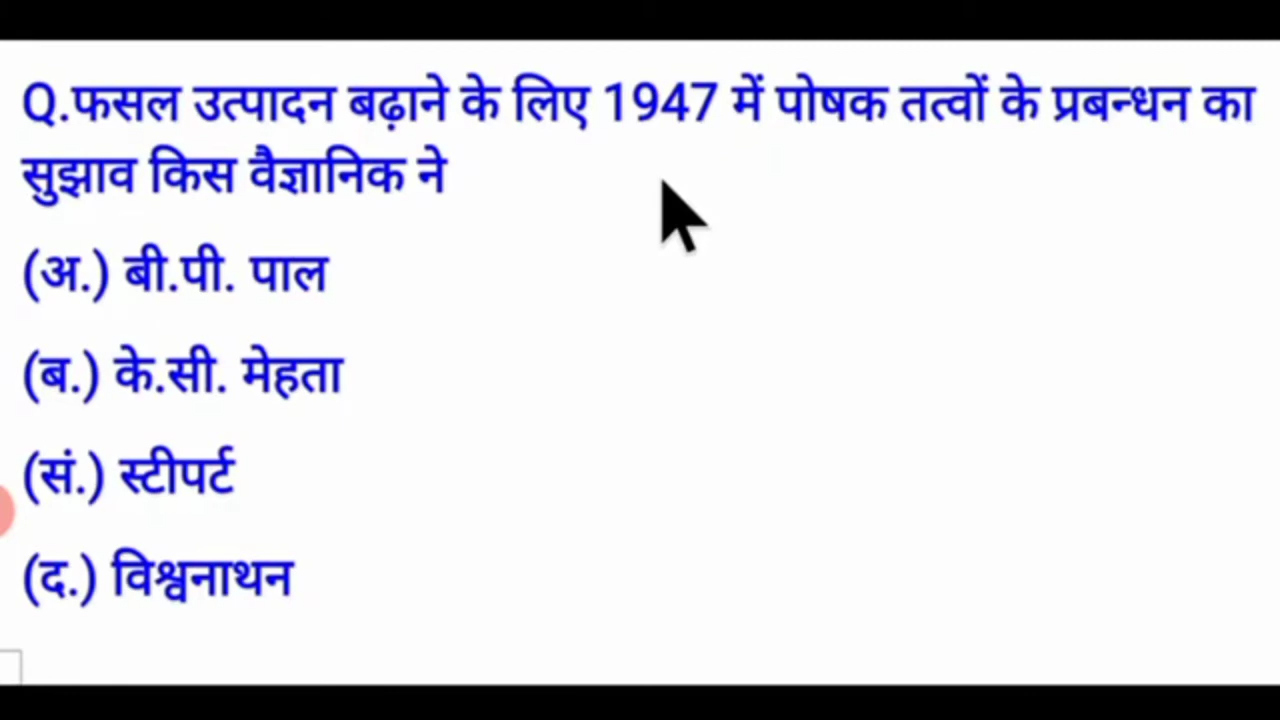 Q.फसल उत्पादन बढ़ाने के लिए 1947 में पोषक तत्वों के प्रबन्धन का
सुझाव किस वैज्ञानिक ने
(अ.) बी.पी. पाल
(ब.) के.सी. मेहता
(सं.) स्टीपर्ट
(द.) विश्वनाथन